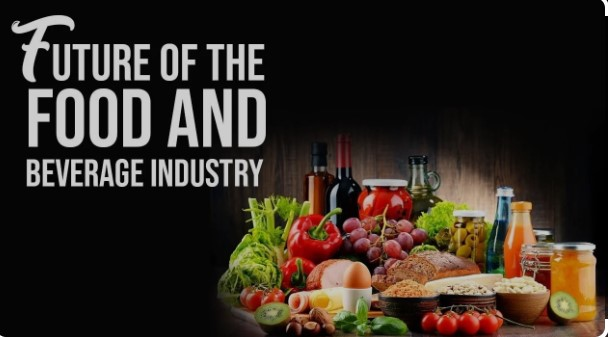 FUTURE OF THE
FOOD AND
BEVERAGE INDUSTRY